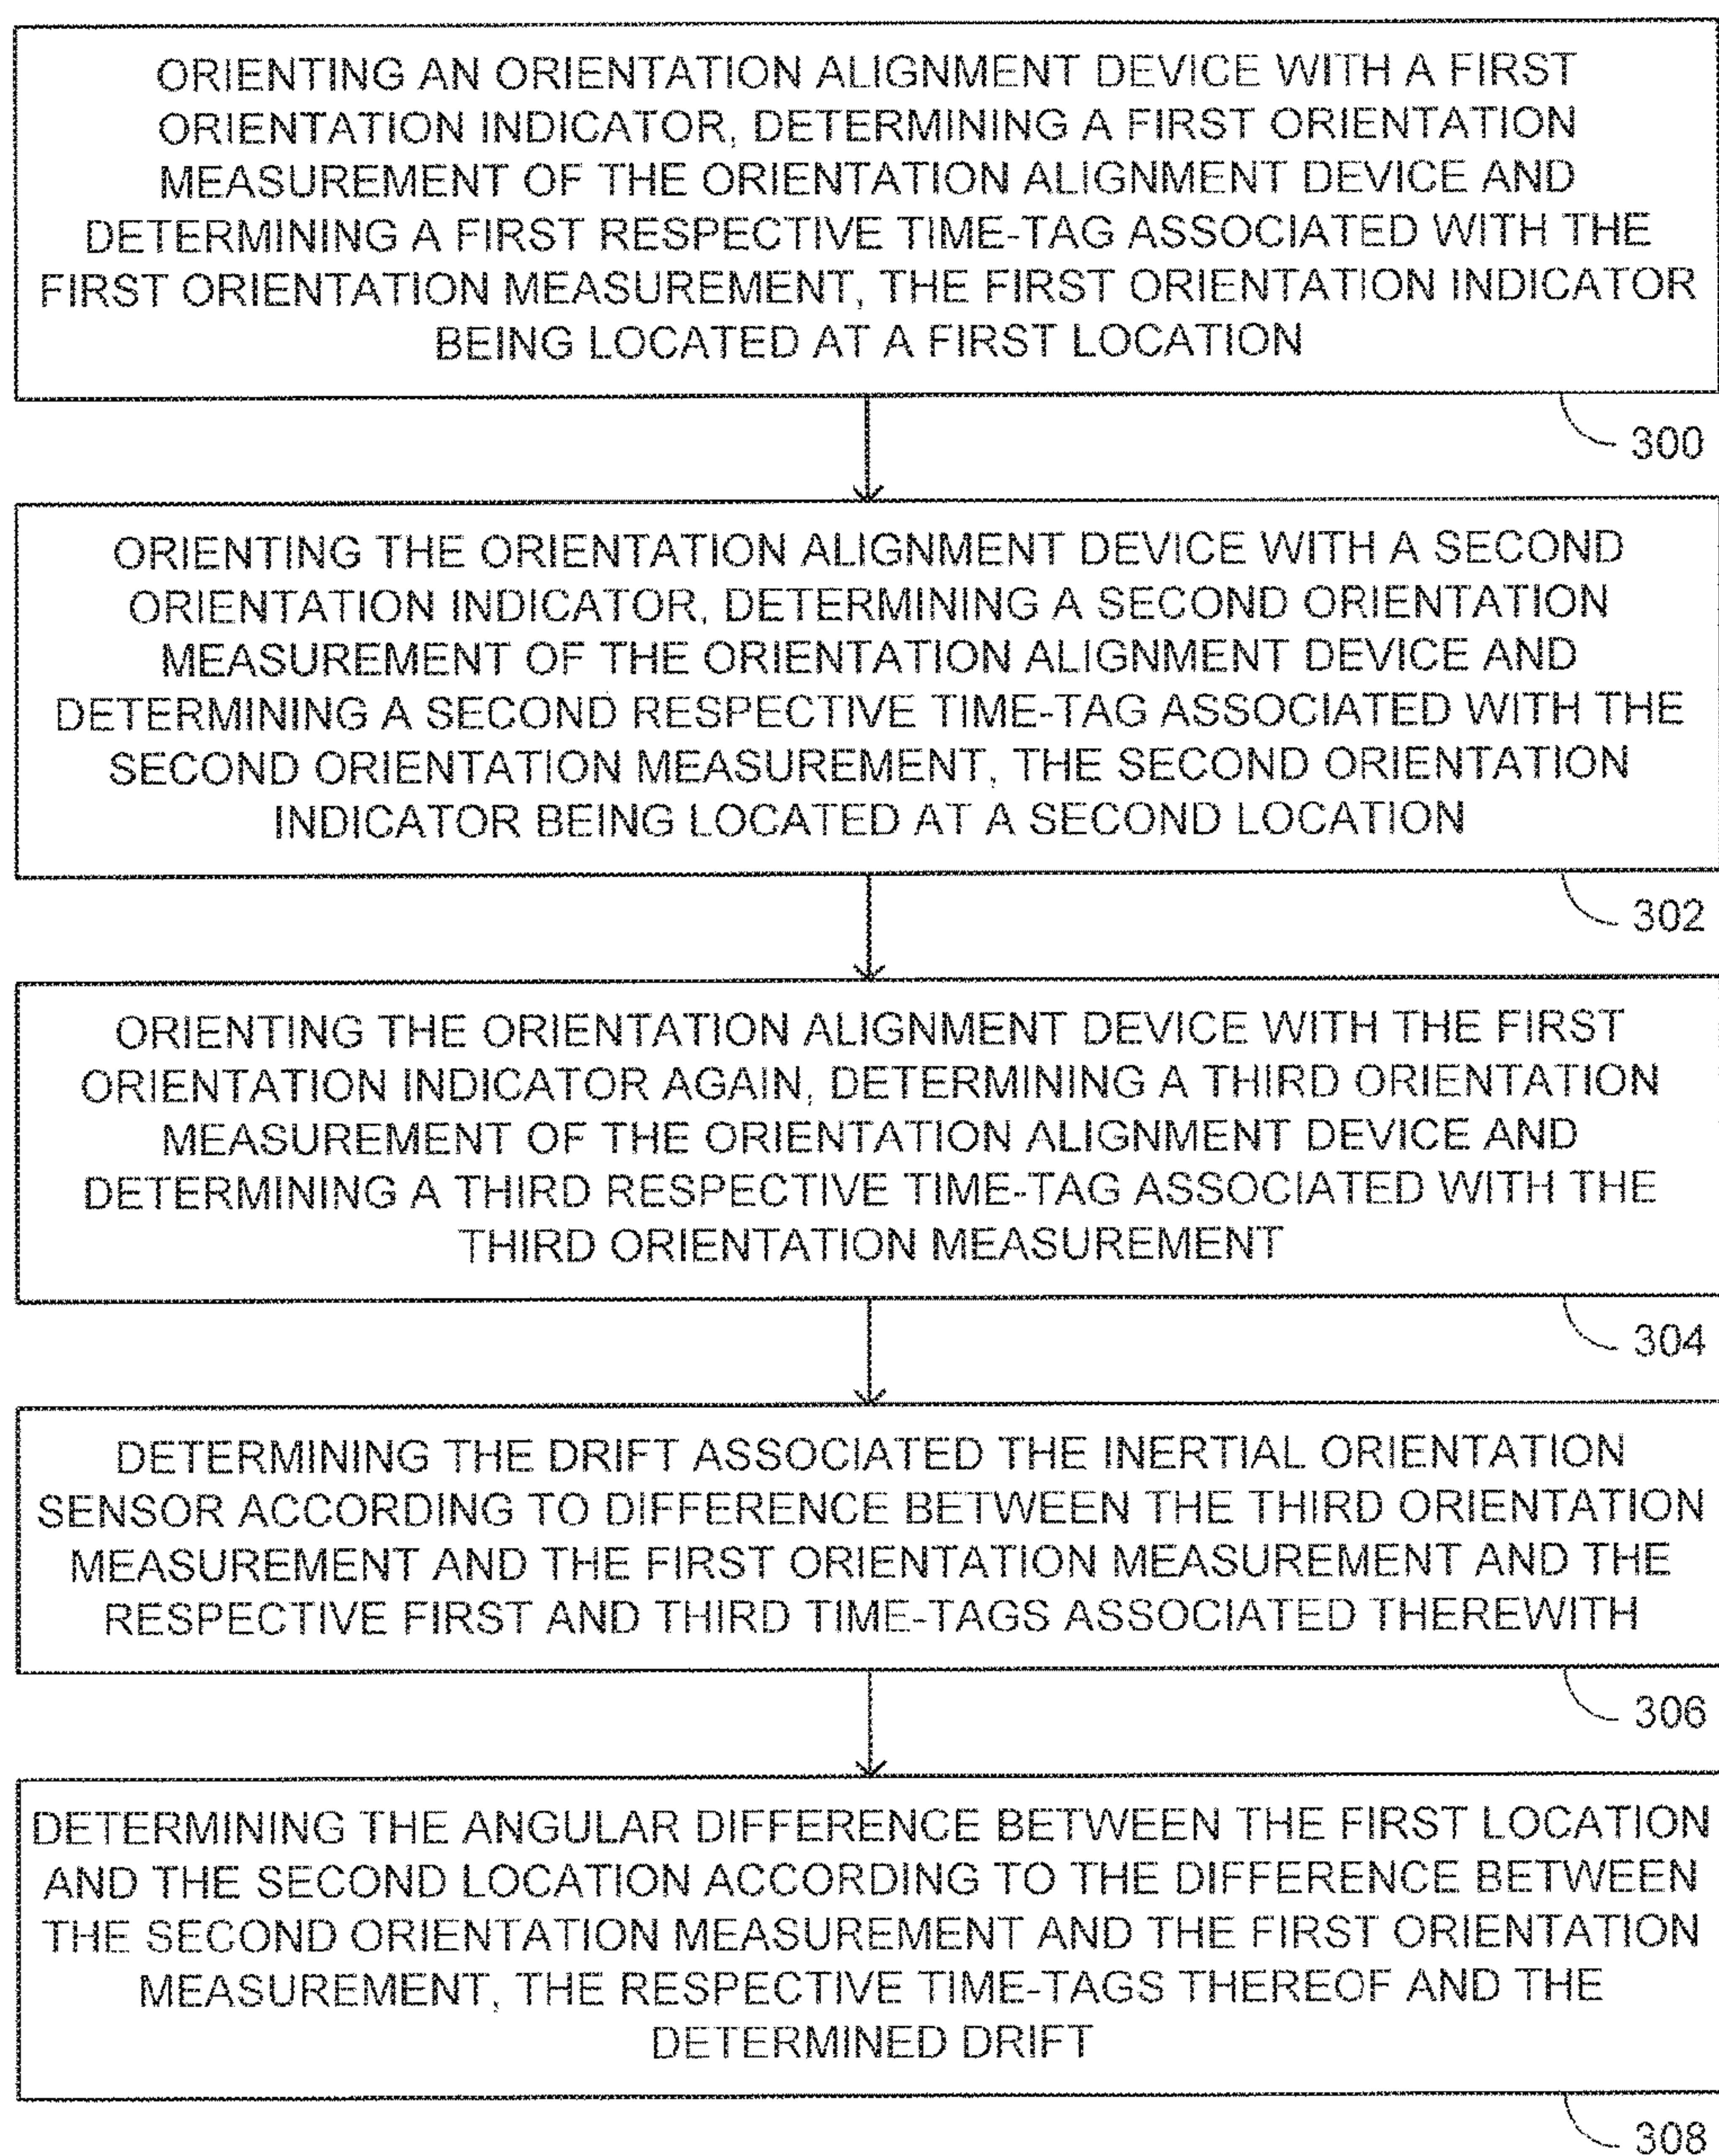 ORIENTING AN ORIENTATION ALIGNMENT DEVICE WITH A FIRST
ORIENTATION INDICATOR, DETERMINING A FIRST ORIENTATION
MEASUREMENT OF THE ORIENTATION ALIGNMENT DEVICE AND
DETERMINING A FIRST RESPECTIVE TIME-TAG ASSOCIATED WITH THE
FIRST ORIENTATION MEASUREMENT, THE FIRST ORIENTATION INDICATOR
BEING LOCATED AT A FIRST LOCATION
300
ORIENTING THE ORIENTATION ALIGNMENT DEVICE WITH A SECOND
ORIENTATION INDICATOR, DETERMINING A SECOND ORIENTATION
MEASUREMENT OF THE ORIENTATION ALIGNMENT DEVICE AND
DETERMINING A SECOND RESPECTIVE TIME-TAG ASSOCIATED WITH THE
SECOND ORIENTATION MEASUREMENT, THE SECOND ORIENTATION
INDICATOR BEING LOCATED AT A SECOND LOCATION
302
ORIENTING THE ORIENTATION ALIGNMENT DEVICE WITH THE FIRST
ORIENTATION INDICATOR AGAIN, DETERMINING A THIRD ORIENTATION
MEASUREMENT OF THE ORIENTATION ALIGNMENT DEVICE AND
DETERMINING A THIRD RESPECTIVE TIME-TAG ASSOCIATED WITH THE
THIRD ORIENTATION MEASUREMENT
304
DETERMINING THE DRIFT ASSOCIATED THE INERTIAL ORIENTATION
SENSOR ACCORDING TO DIFFERENCE BETWEEN THE THIRD ORIENTATION
MEASUREMENT AND THE FIRST ORIENTATION MEASUREMENT AND THE
RESPECTIVE FIRST AND THIRD TIME-TAGS ASSOCIATED THEREWITH
306
DETERMINING THE ANGULAR DIFFERENCE BETWEEN THE FIRST LOCATION
AND THE SECOND LOCATION ACCORDING TO THE DIFFERENCE BETWEEN
THE SECOND ORIENTATION MEASUREMENT AND THE FIRST ORIENTATION
MEASUREMENT, THE RESPECTIVE TIME-TAGS THEREOF AND THE
DETERMINED DRIFT
308